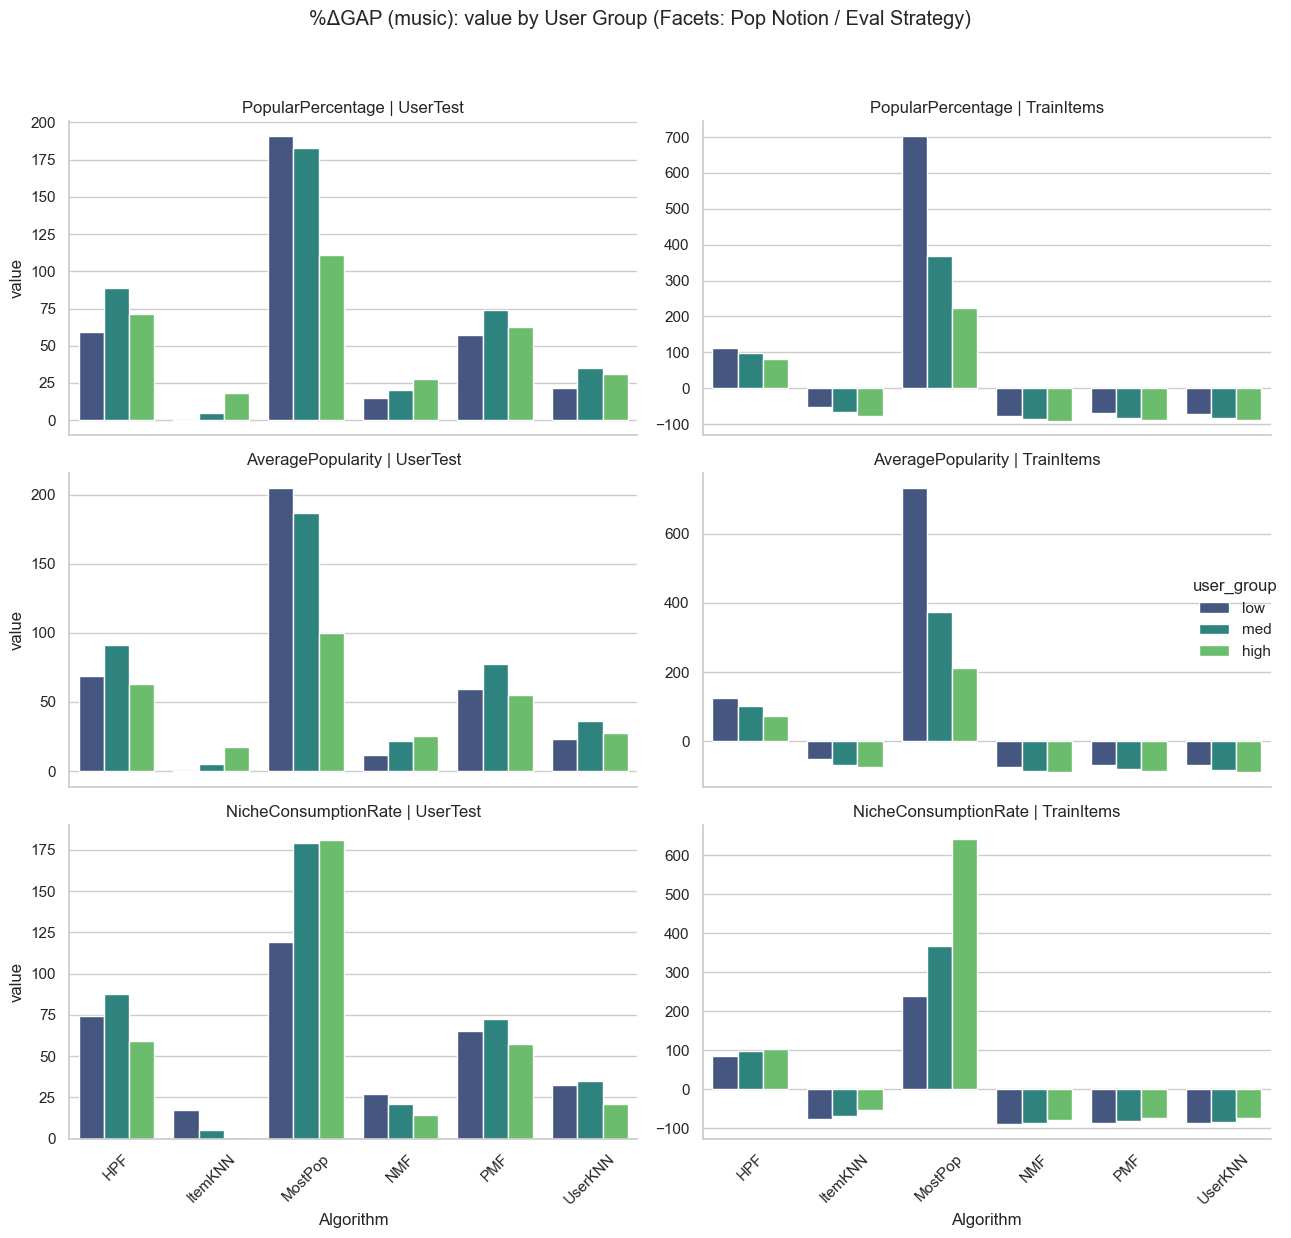 %ΔGAP (music): value by User Group (Facets: Pop Notion / Eval Strategy)
PopularPercentage | UserTest
200
175
150
125
100
75
50
25
0
value
PopularPercentage | TrainItems
700
600
500
400
300
200
100
0
−100
AveragePopularity | UserTest
200
150
100
50
0
value
AveragePopularity | TrainItems
600
400
200
0
user_group
low
med
high
NicheConsumptionRate | UserTest
175
150
125
100
75
50
25
0
value
HPF
ItemKNN
MostPop
NMF
PMF
UserKNN
Algorithm
NicheConsumptionRate | TrainItems
600
500
400
300
200
100
0
−100
HPF
ItemKNN
MostPop
NMF
PMF
UserKNN
Algorithm